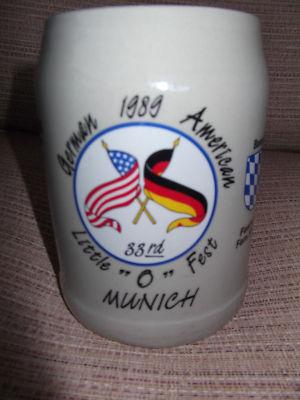 German 1989 American
33rd
Little "O" Fest
MUNICH